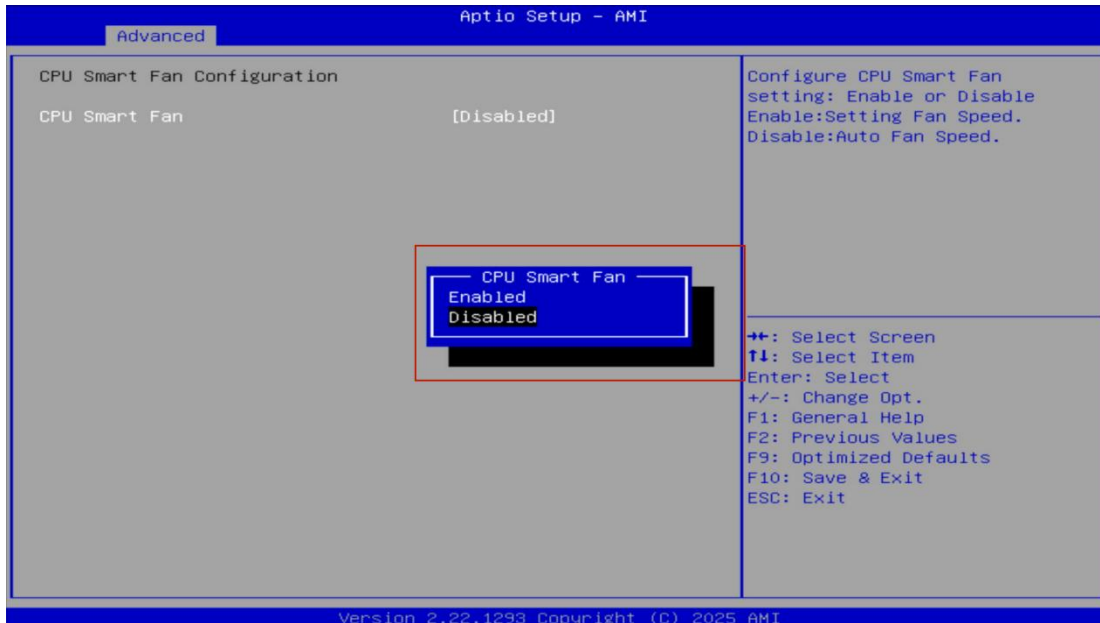 Aptio Setup – AMI
Advanced
CPU Smart Fan Configuration
CPU Smart Fan [Disabled]
Configure CPU Smart Fan
setting: Enable or Disable
Enable:Setting Fan Speed.
Disable:Auto Fan Speed.
CPU Smart Fan
Enabled
Disabled
→←: Select Screen
↑↓: Select Item
Enter: Select
+/-: Change Opt.
F1: General Help
F2: Previous Values
F9: Optimized Defaults
F10: Save & Exit
ESC: Exit
Version 2.22.1293 Copyright (C) 2025 AMI